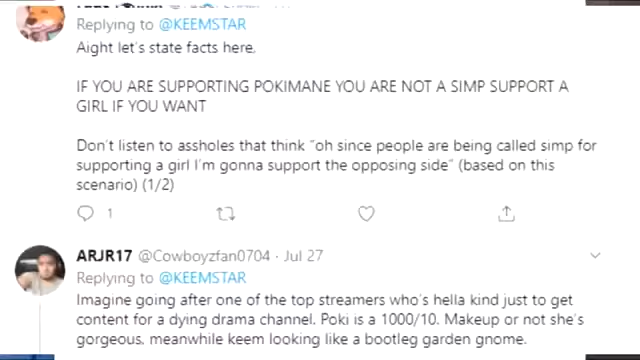 Replying to @KEEMSTAR
Aight let's state facts here,
IF YOU ARE SUPPORTING POKIMANE YOU ARE NOT A SIMP SUPPORT A
GIRL IF YOU WANT
Don't listen to assholes that think "oh since people are being called simp for
supporting a girl I'm gonna support the opposing side" (based on this
scenario) (1/2)
1
ARJR17 @Cowboyzfan0704 · Jul 27
Replying to @KEEMSTAR
Imagine going after one of the top streamers who's hella kind just to get
content for a dying drama channel. Poki is a 1000/10. Makeup or not she's
gorgeous, meanwhile keem looking like a bootleg garden gnome.